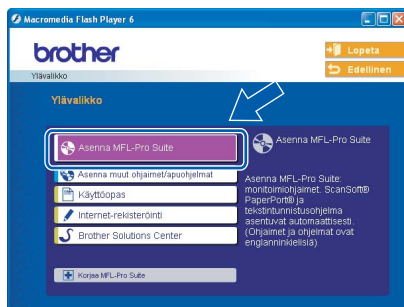 Macromedia Flash Player 6
brother
Lopeta
Edellinen
Ylävalikko
Ylävalikko
Asenna MFL-Pro Suite
Asenna muut ohjaimet/apuohjelmat
Käyttöopas
Internet-rekisteröinti
Brother Solutions Center
Korjaa MFL-Pro Suite
Asenna MFL-Pro Suite
Asenna MFL-Pro Suite:
monitoimiohjaimet. ScanSoft®
PaperPort® ja
tekstintunnistusohjelma
asentuvat automaattisesti.
(Ohjaimet ja ohjelmat ovat
englanninkielisiä)